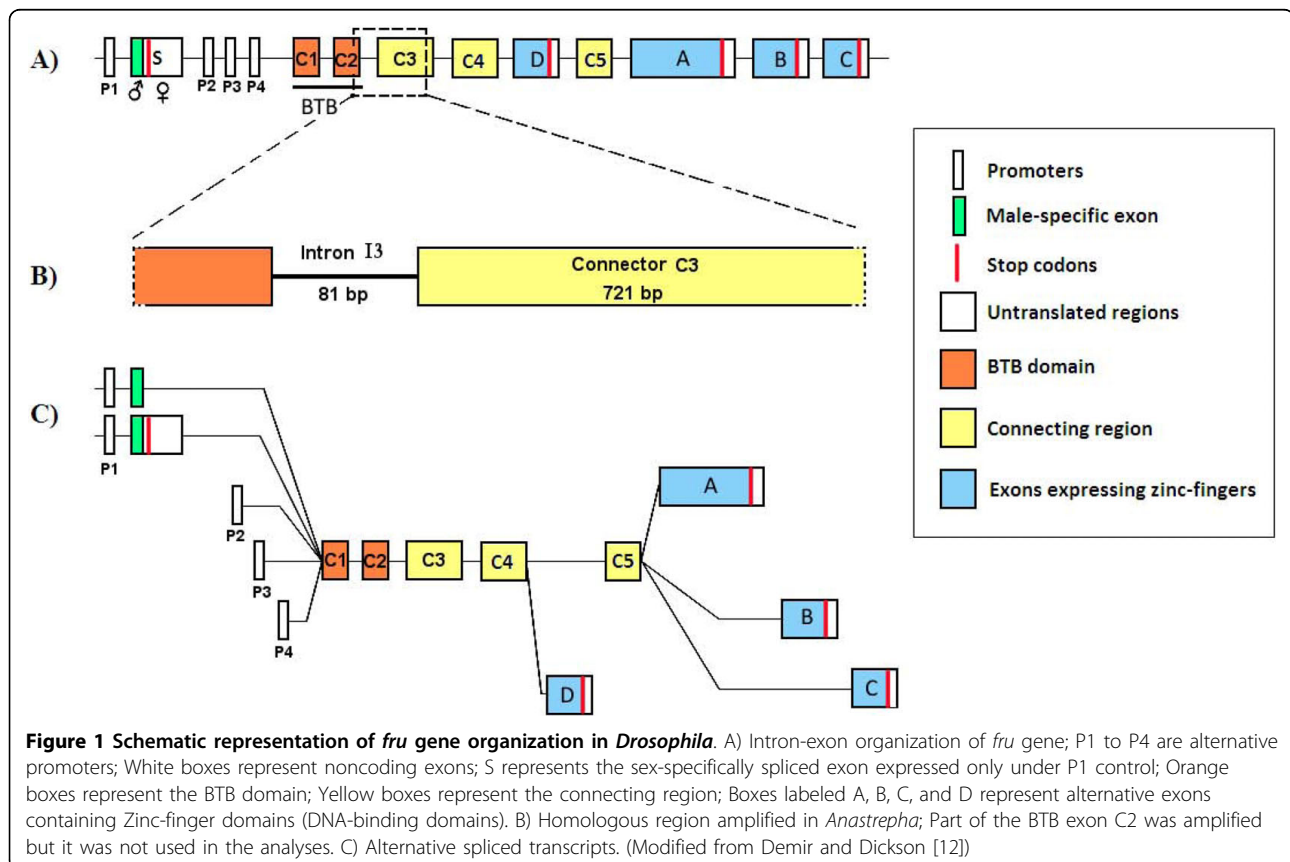 A)
P1
♂ ♀
S
P2 P3 P4
C1 C2 C3 C4 D C5 A B C
BTB
B)
Intron I3
81 bp
Connector C3
721 bp
C)
P1
P2
P3
P4
C1 C2 C3 C4 C5
A
B
C
D
Promoters
Male-specific exon
Stop codons
Untranslated regions
BTB domain
Connecting region
Exons expressing zinc-fingers
Figure 1 Schematic representation of fru gene organization in Drosophila. A) Intron-exon organization of fru gene; P1 to P4 are alternative
promoters; White boxes represent noncoding exons; S represents the sex-specifically spliced exon expressed only under P1 control; Orange
boxes represent the BTB domain; Yellow boxes represent the connecting region; Boxes labeled A, B, C, and D represent alternative exons
containing Zinc-finger domains (DNA-binding domains). B) Homologous region amplified in Anastrepha; Part of the BTB exon C2 was amplified
but it was not used in the analyses. C) Alternative spliced transcripts. (Modified from Demir and Dickson [12])